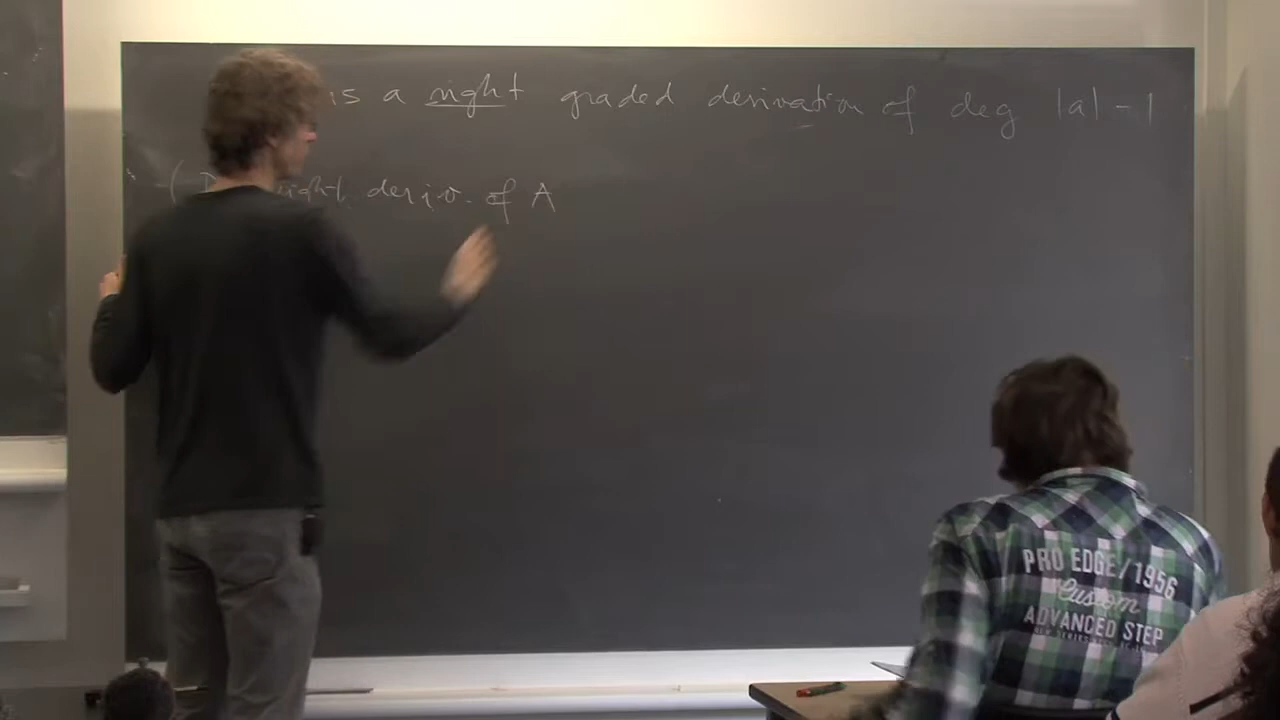 is a right graded derivation of deg |a| - 1
right deriv. of A
PRO EDGE/1956
Custom
ADVANCED STEP